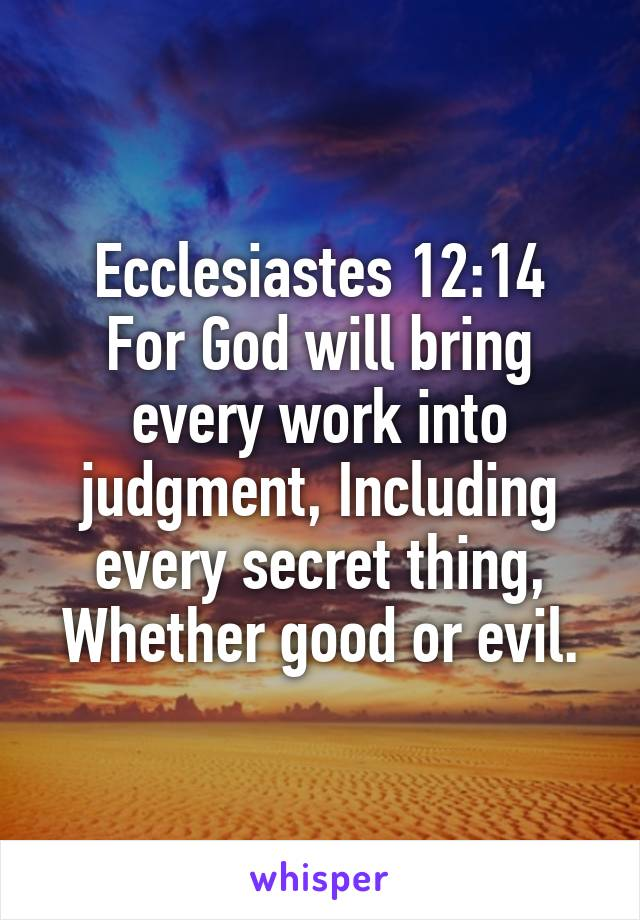 Ecclesiastes 12:14
For God will bring
every work into
judgment, Including
every secret thing,
Whether good or evil.
whisper